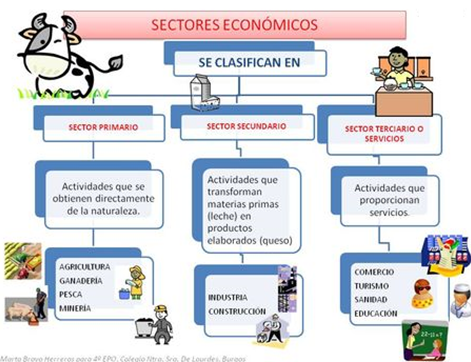 SECTORES ECONÓMICOS
SE CLASIFICAN EN
SECTOR PRIMARIO
SECTOR SECUNDARIO
SECTOR TERCIARIO O
SERVICIOS
Actividades que se
obtienen directamente
de la naturaleza.
Actividades que
transforman
materias primas
(leche) en
productos
elaborados (queso)
Actividades que
proporcionan
servicios.
AGRICULTURA
GANADERÍA
PESCA
MINERÍA
INDUSTRIA
CONSTRUCCIÓN
COMERCIO
TURISMO
SANIDAD
EDUCACIÓN
Marta Bravo Herreros para 4º EPO. Colegio Ntra. Sra. De Lourdes. Burgos